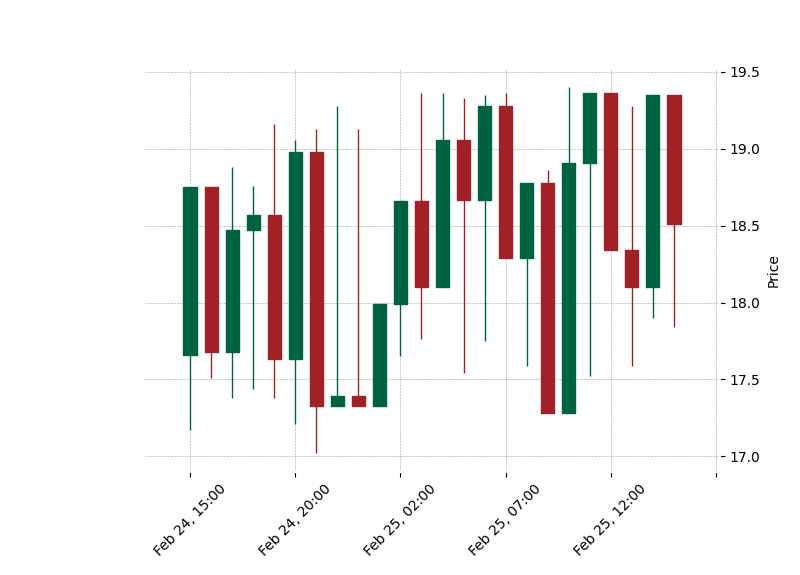 19.5
19.0
18.5
18.0
17.5
17.0
Price
Feb 24, 15:00
Feb 24, 20:00
Feb 25, 02:00
Feb 25, 07:00
Feb 25, 12:00